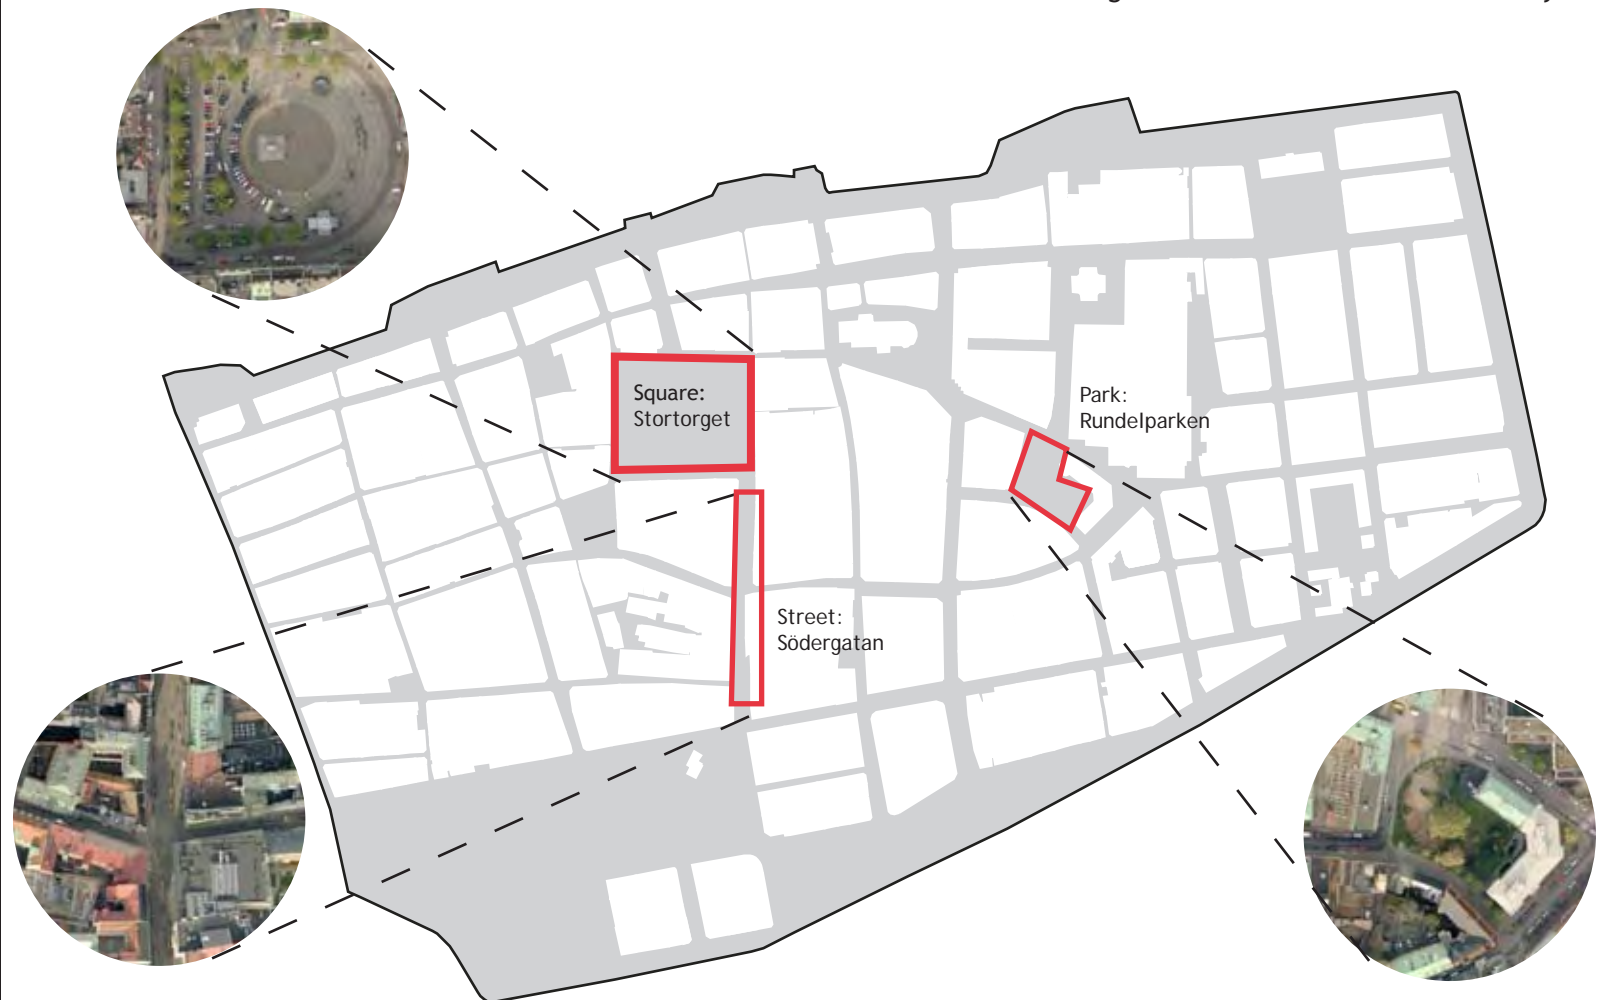 Square:
Stortorget
Park:
Rundelparken
Street:
Södergatan